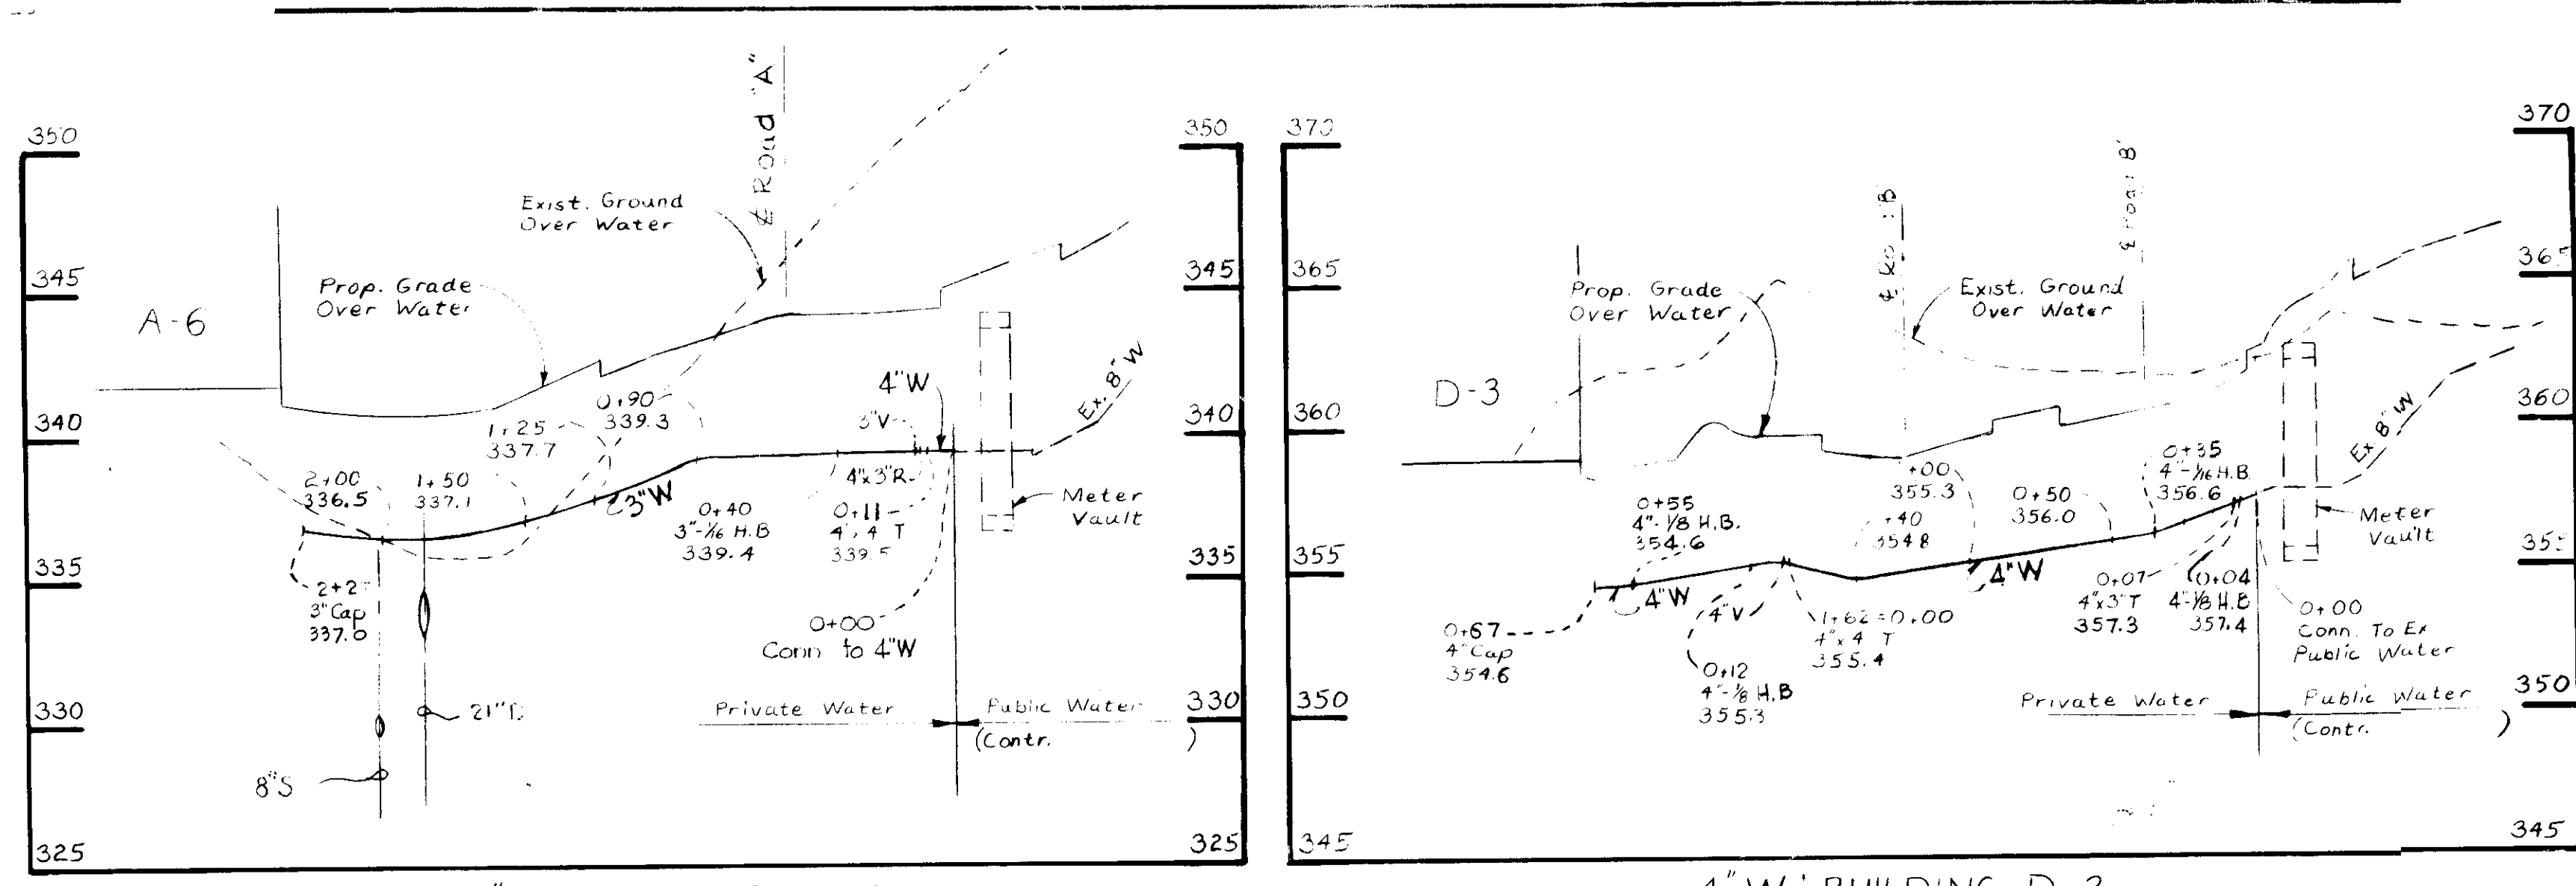 350
345
340
335
330
325
A-6
Prop. Grade
Over Water
Exist. Ground
Over Water
℄ Road "A"
2+00
336.5
1+50
337.1
1+25
337.7
0+90
339.3
3"W
3"Cap
337.0
0+40
3"-1/16 H.B
339.4
4"x3"R.
3"V
4"W
0+11
339.5
0+00
Conn to 4"W
Ex. 8" W
Meter
Vault
Private Water
Public Water
(Contr. )
21"D
8"S
350
345
340
335
330
325
370
365
360
355
350
345
D-3
Prop. Grade
Over Water
Exist. Ground
Over Water
0+55
4"-1/8 H.B.
354.6
4"W
4"V
0+67
4"Cap
354.6
0+12
4"-1/8 H.B
355.3
1+62=0+00
4"x 4 T
355.4
+40
354.8
+00
355.3
4"W
0+50
356.0
0+35
4"-1/16 H.B.
356.6
0+07
4"x3"T
357.3
0+04
4"-1/8 H.B
357.4
0+00
Conn. To Ex
Public Water
Ex 8" W
Meter
Vault
Private Water
Public Water
(Contr. )
370
365
360
355
350
345
4" W BUILDING D-3